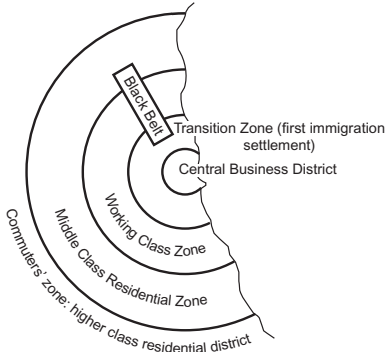 Black Belt
Transition Zone (first immigration
settlement)
Central Business District
Working Class Zone
Middle Class Residential Zone
Commuters' zone: higher class residential district